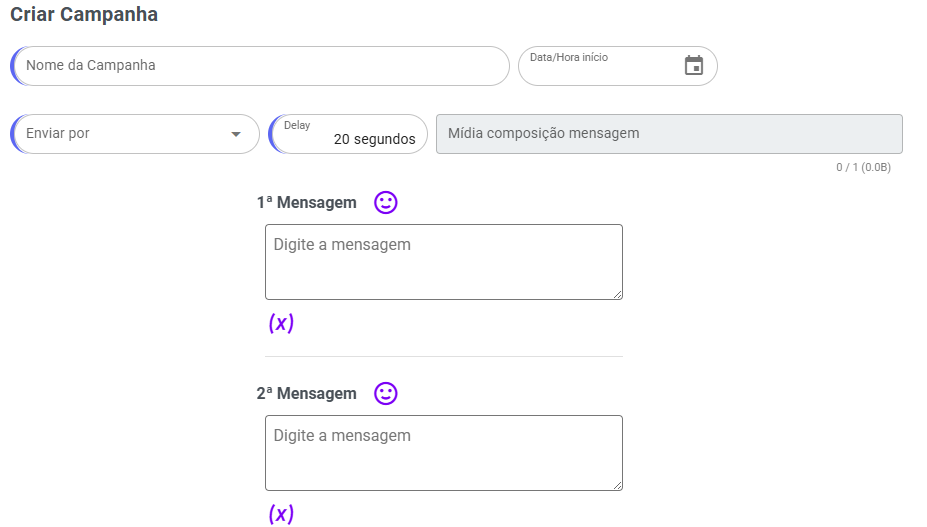 Criar Campanha
Nome da Campanha
Data/Hora início
Enviar por
Delay
20 segundos
Mídia composição mensagem
0 / 1 (0.0B)
1ª Mensagem
Digite a mensagem
(x)
2ª Mensagem
Digite a mensagem
(x)